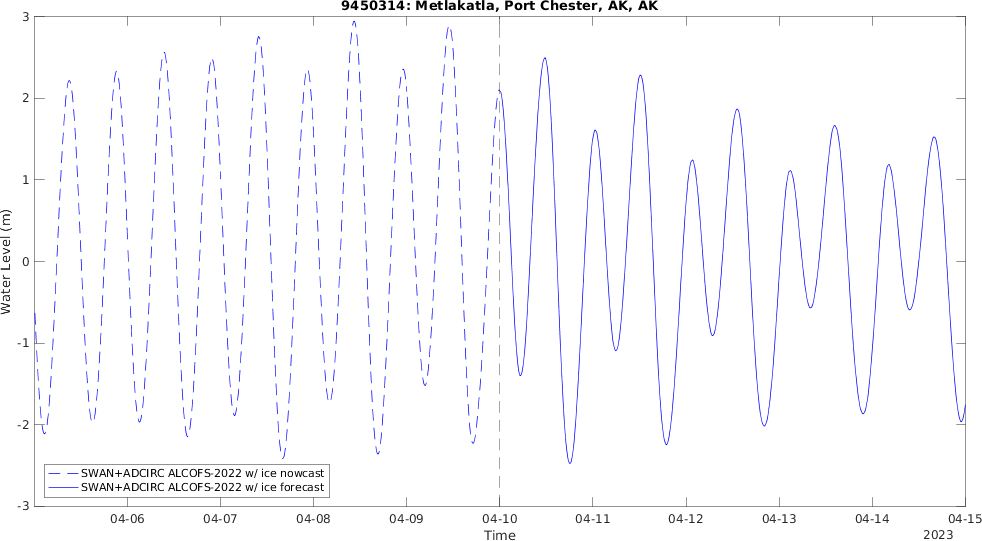 9450314: Metlakatla, Port Chester, AK, AK
3
2
1
0
-1
-2
-3
Water Level (m)
SWAN+ADCIRC ALCOFS-2022 w/ ice nowcast
SWAN+ADCIRC ALCOFS-2022 w/ ice forecast
04-06 04-07 04-08 04-09 04-10 04-11 04-12 04-13 04-14 04-15
Time
2023